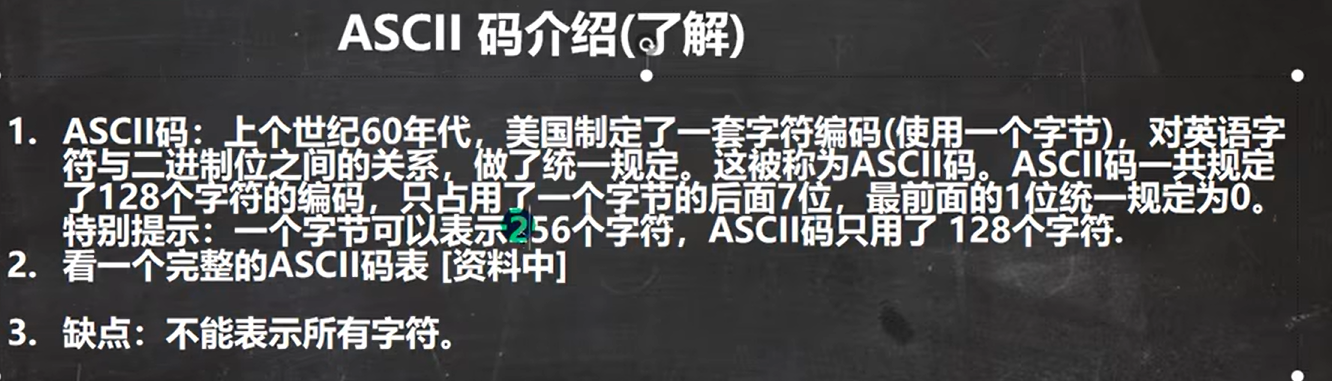 ASCII 码介绍(了解)
1. ASCII码：上个世纪60年代，美国制定了一套字符编码(使用一个字节)，对英语字
符与二进制位之间的关系，做了统一规定。这被称为ASCII码。ASCII码一共规定
了128个字符的编码，只占用了一个字节的后面7位，最前面的1位统一规定为0。
特别提示：一个字节可以表示256个字符，ASCII码只用了 128个字符.
2. 看一个完整的ASCII码表 [资料中]
3. 缺点：不能表示所有字符。